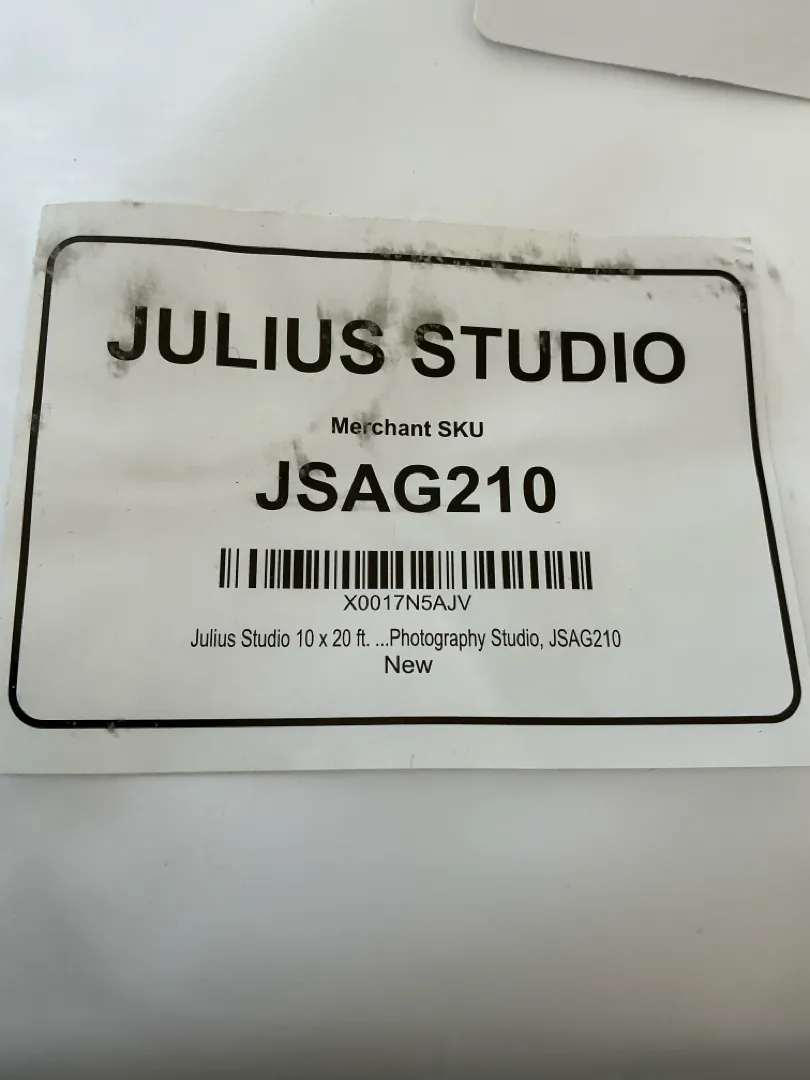 JULIUS STUDIO
Merchant SKU
JSAG210
X0017N5AJV
Julius Studio 10 x 20 ft. ...Photography Studio, JSAG210
New